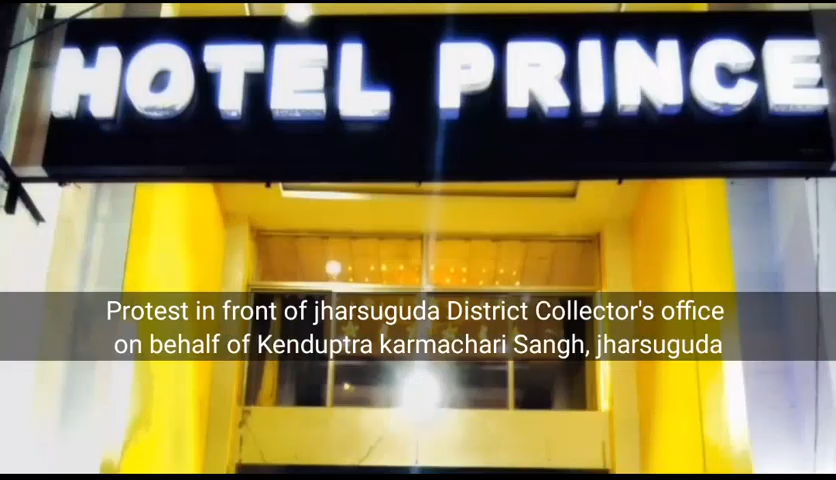 HOTEL PRINCE
Protest in front of jharsuguda District Collector's office
on behalf of Kenduptra karmachari Sangh, jharsuguda